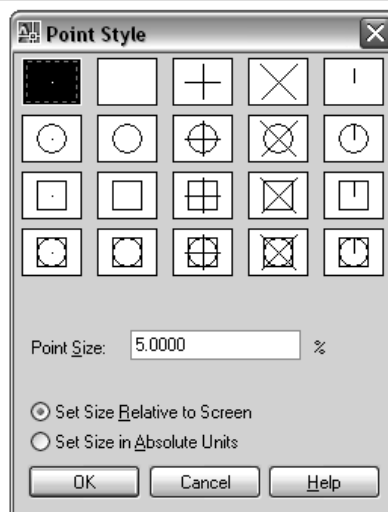 Point Style
Point Size: 5.0000 %
Set Size Relative to Screen
Set Size in Absolute Units
OK Cancel Help